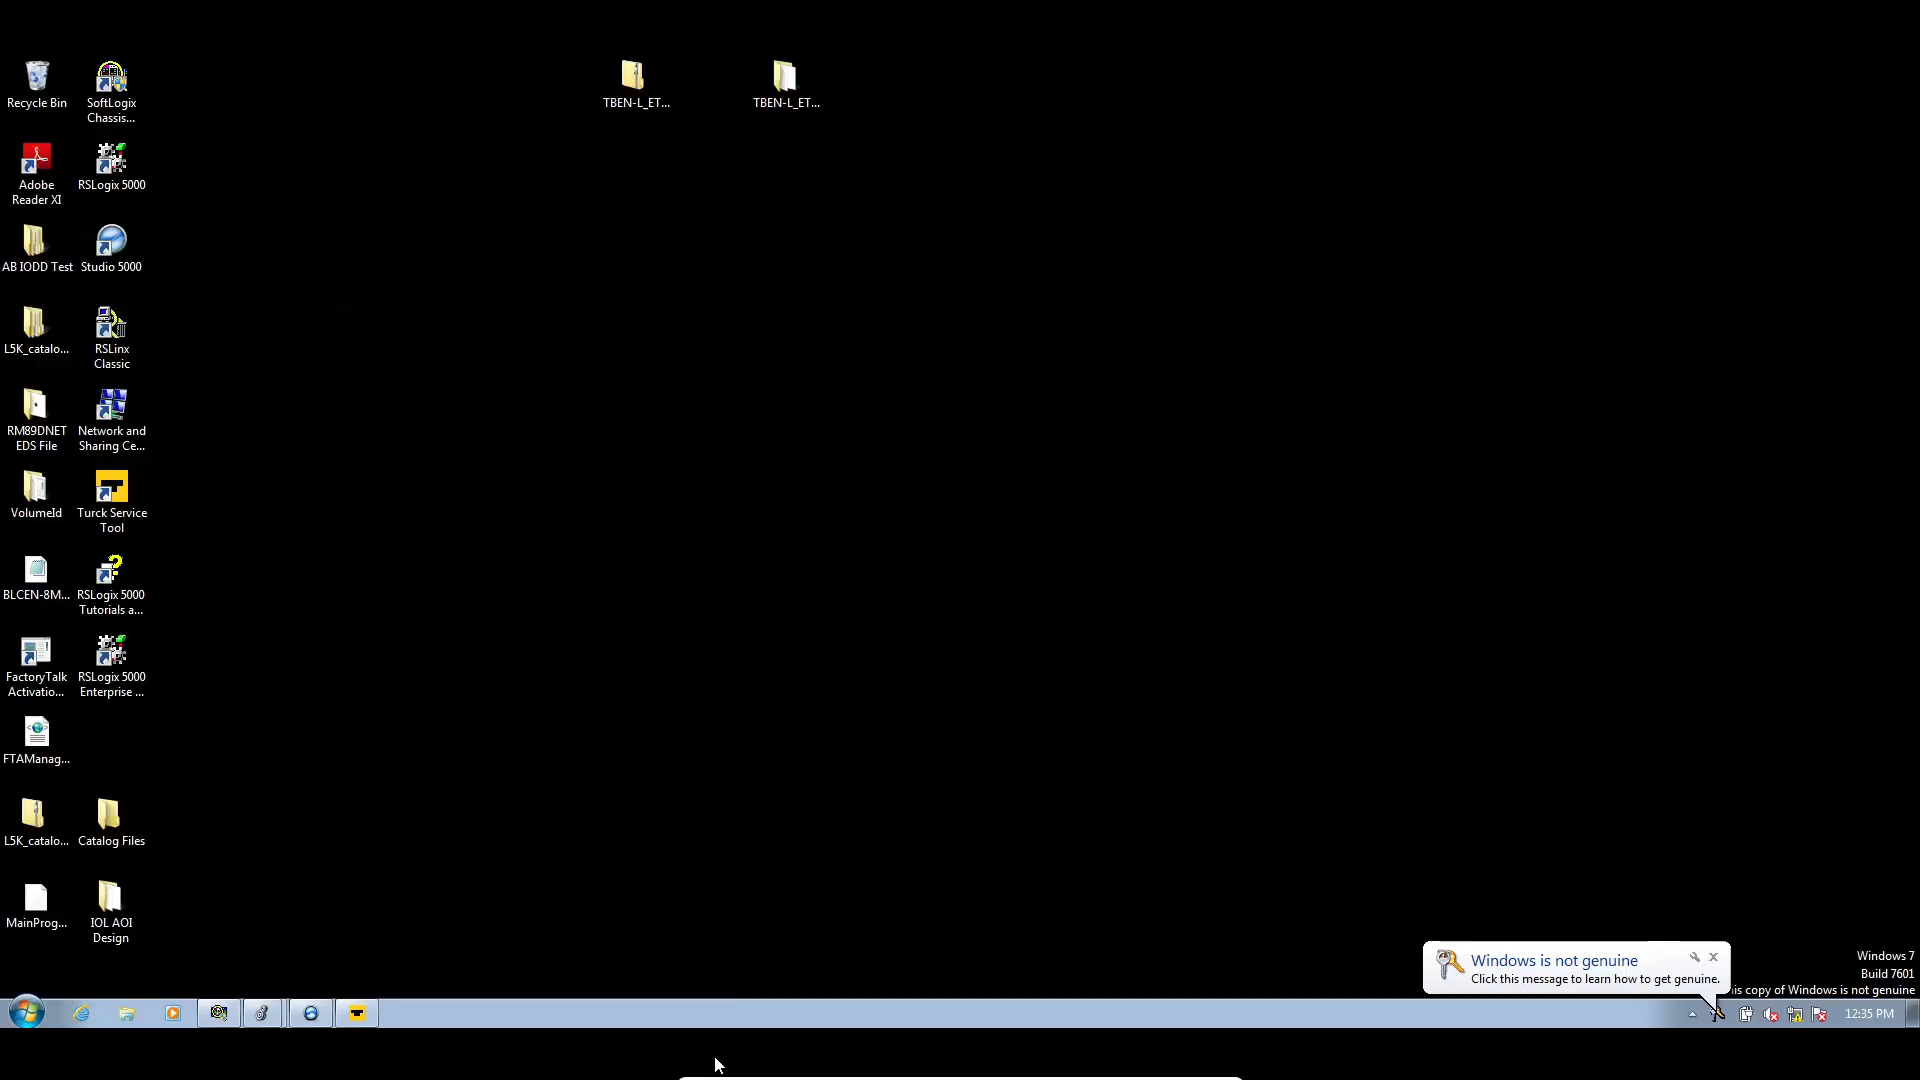 Recycle Bin
SoftLogix
Chassis...
TBEN-L_ET...
TBEN-L_ET...
Adobe
Reader XI
RSLogix 5000
AB IODD Test
Studio 5000
L5K_catalo...
RSLinx
Classic
RM89DNET
EDS File
Network and
Sharing Ce...
VolumeId
Turck Service
Tool
BLCEN-8M...
RSLogix 5000
Tutorials a...
FactoryTalk
Activatio...
RSLogix 5000
Enterprise ...
FTAManag...
L5K_catalo...
Catalog Files
MainProg...
IOL AOI
Design
Windows is not genuine
Click this message to learn how to get genuine.
Windows 7
Build 7601
is copy of Windows is not genuine
12:35 PM